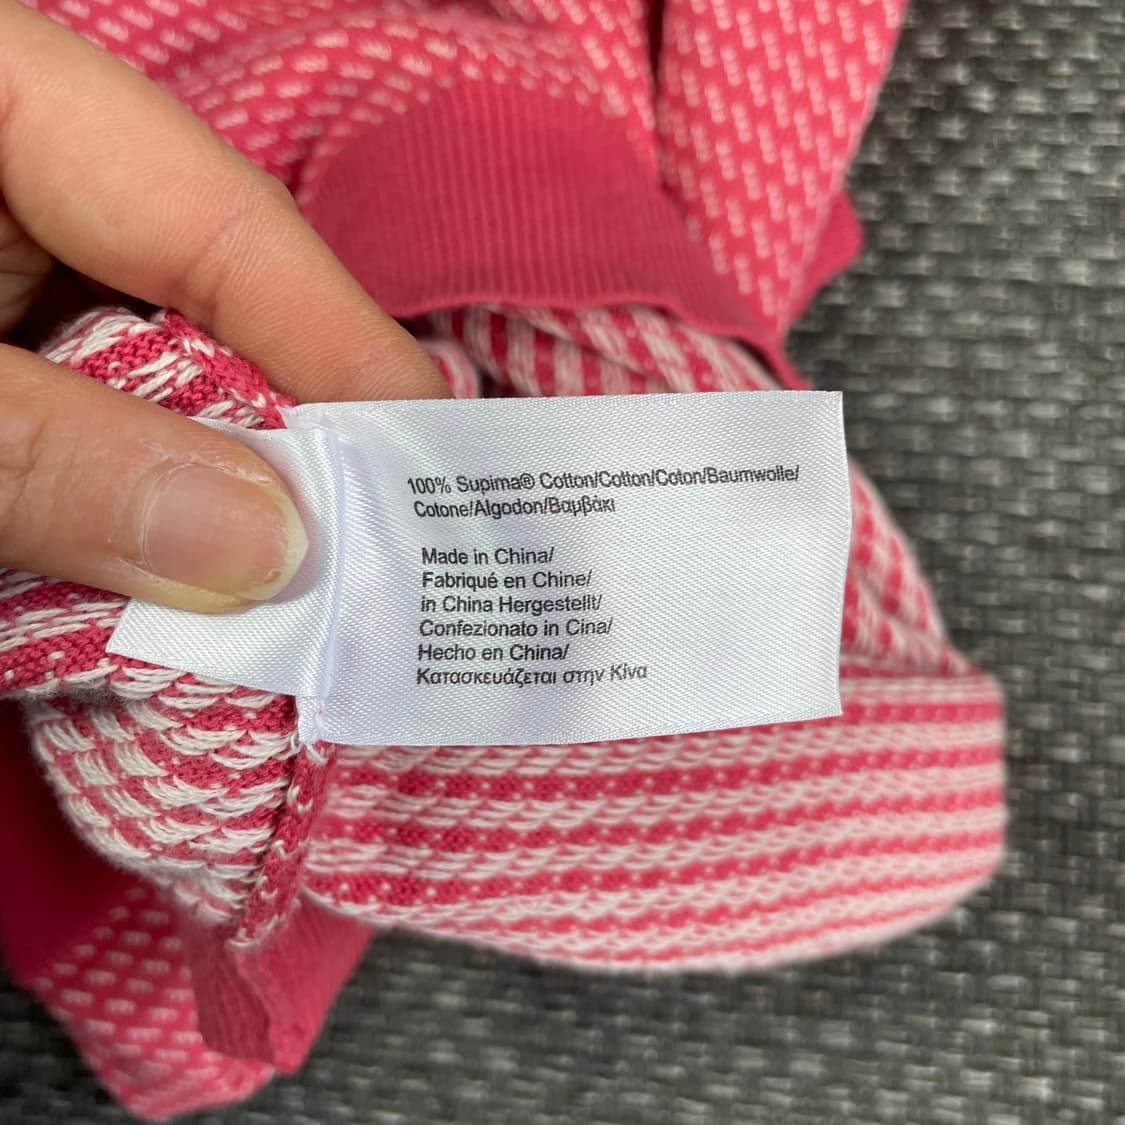 100% Supima® Cotton/Cotton/Coton/Baumwolle/
Cotone/Algodon/Βαμβάκι
Made in China/
Fabriqué en Chine/
in China Hergestellt/
Confezionato in Cina/
Hecho en China/
Κατασκευάζεται στην Κίνα